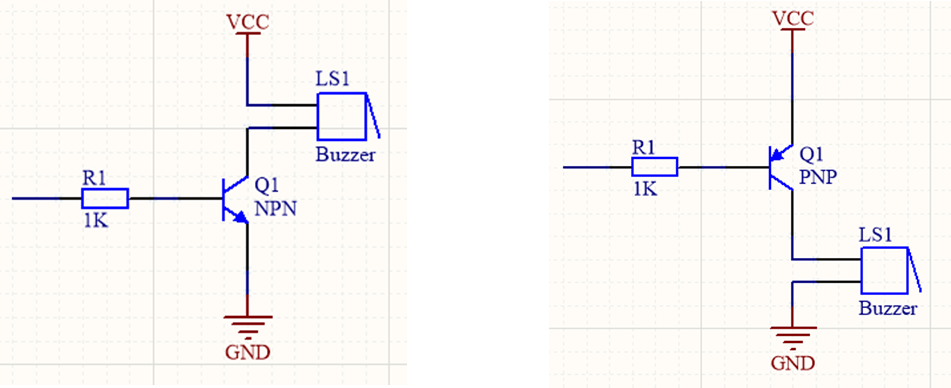 VCC
LS1
Buzzer
R1
1K
Q1
NPN
GND
VCC
R1
1K
Q1
PNP
LS1
Buzzer
GND